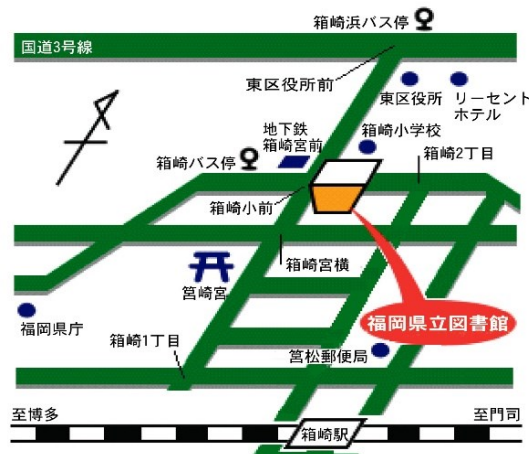 箱崎浜バス停
国道3号線
東区役所前
東区役所
リーセント
ホテル
地下鉄
箱崎宮前
箱崎小学校
箱崎バス停
箱崎2丁目
箱崎小前
箱崎宮横
筥崎宮
福岡県庁
箱崎1丁目
福岡県立図書館
筥松郵便局
至博多
至門司
箱崎駅